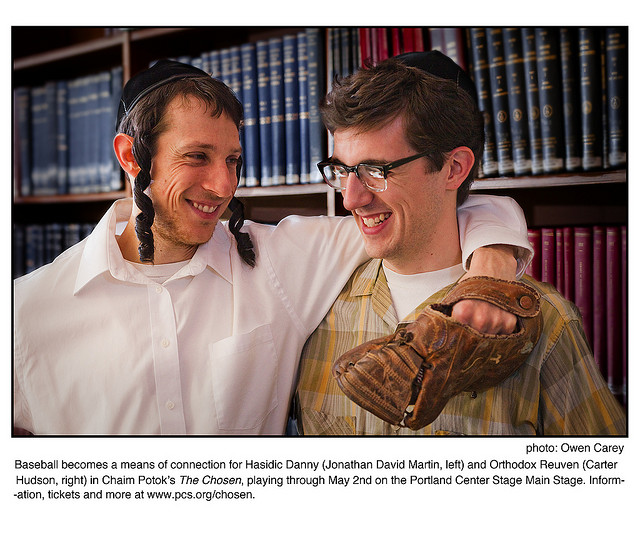 photo: Owen Carey
Baseball becomes a means of connection for Hasidic Danny (Jonathan David Martin, left) and Orthodox Reuven (Carter
Hudson, right) in Chaim Potok's The Chosen, playing through May 2nd on the Portland Center Stage Main Stage. Inform-
-ation, tickets and more at www.pcs.org/chosen.